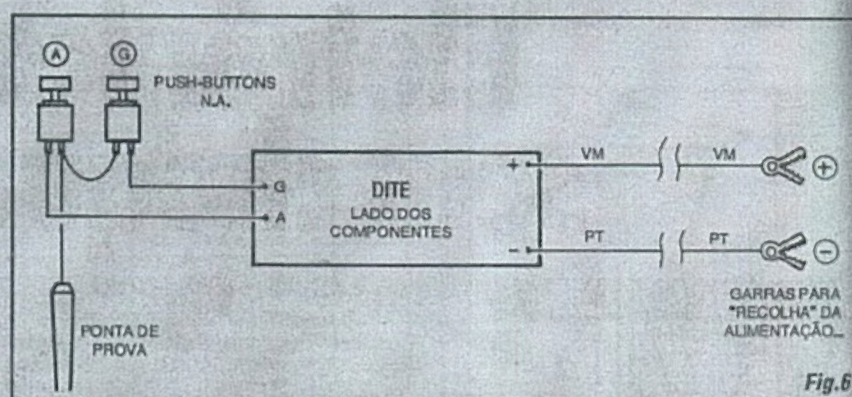 A G
PUSH-BUTTONS
N.A.
G
A
DITE
LADO DOS
COMPONENTES
+ VM VM +
- PT PT -
PONTA DE
PROVA
GARRAS PARA
"RECOLHA" DA
ALIMENTAÇÃO...
Fig.6